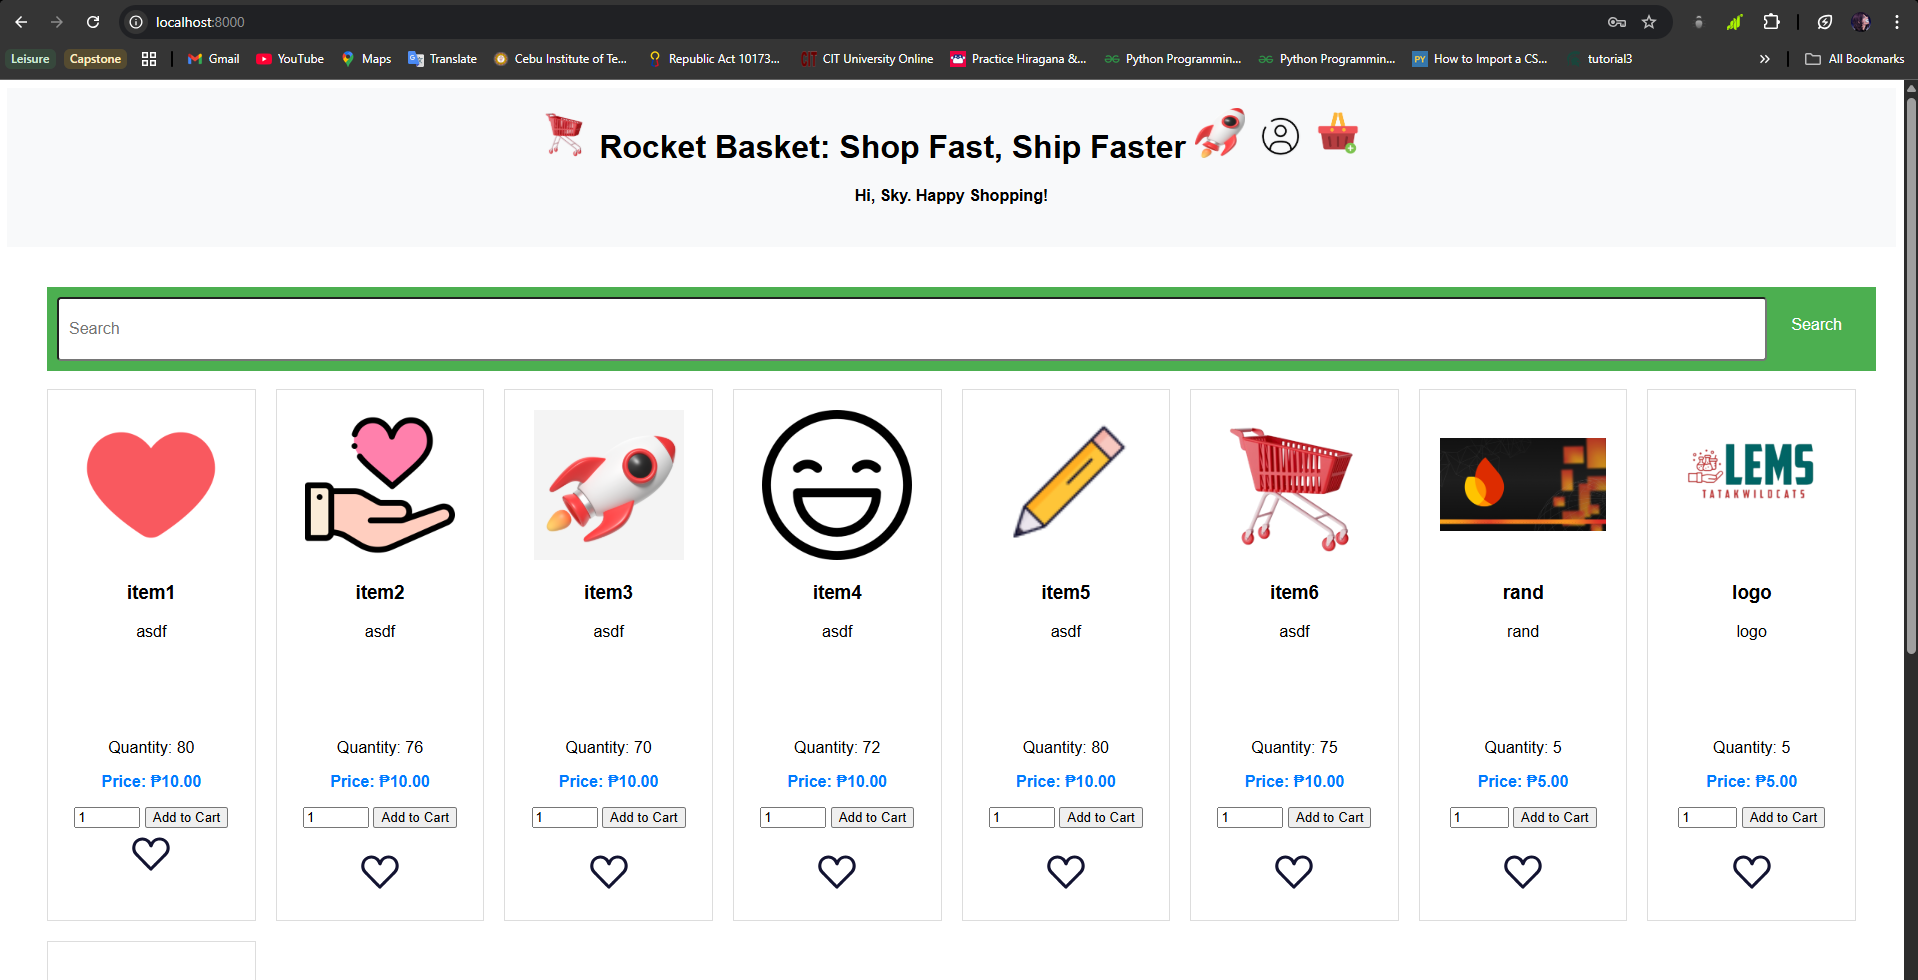 localhost:8000
Leisure
Capstone
Gmail
YouTube
Maps
Translate
Cebu Institute of Te...
Republic Act 10173...
CIT University Online
Practice Hiragana &...
Python Programmin...
Python Programmin...
PY
How to Import a CS...
tutorial3
All Bookmarks
Rocket Basket: Shop Fast, Ship Faster
Hi, Sky. Happy Shopping!
Search
Search
item1
asdf
Quantity: 80
Price: ₱10.00
1
Add to Cart
item2
asdf
Quantity: 76
Price: ₱10.00
1
Add to Cart
item3
asdf
Quantity: 70
Price: ₱10.00
1
Add to Cart
item4
asdf
Quantity: 72
Price: ₱10.00
1
Add to Cart
item5
asdf
Quantity: 80
Price: ₱10.00
1
Add to Cart
item6
asdf
Quantity: 75
Price: ₱10.00
1
Add to Cart
rand
rand
Quantity: 5
Price: ₱5.00
1
Add to Cart
LEMS
TATAKWILDCATS
logo
logo
Quantity: 5
Price: ₱5.00
1
Add to Cart